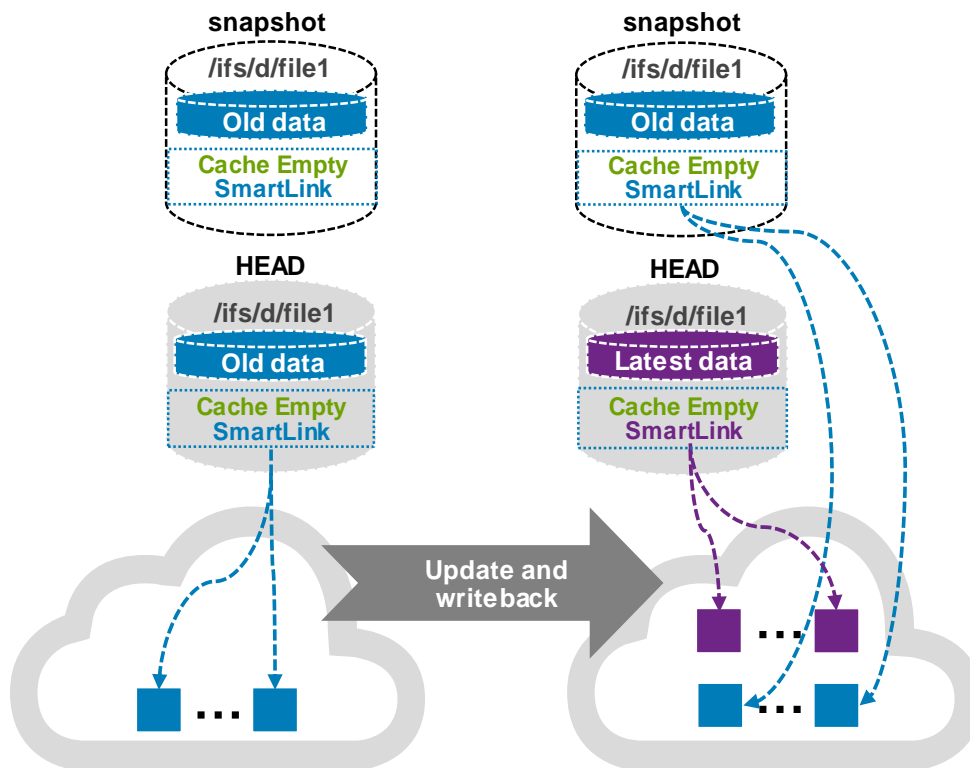 snapshot
/ifs/d/file1
Old data
Cache Empty
SmartLink
HEAD
/ifs/d/file1
Old data
Cache Empty
SmartLink
Update and
writeback
snapshot
/ifs/d/file1
Old data
Cache Empty
SmartLink
HEAD
/ifs/d/file1
Latest data
Cache Empty
SmartLink